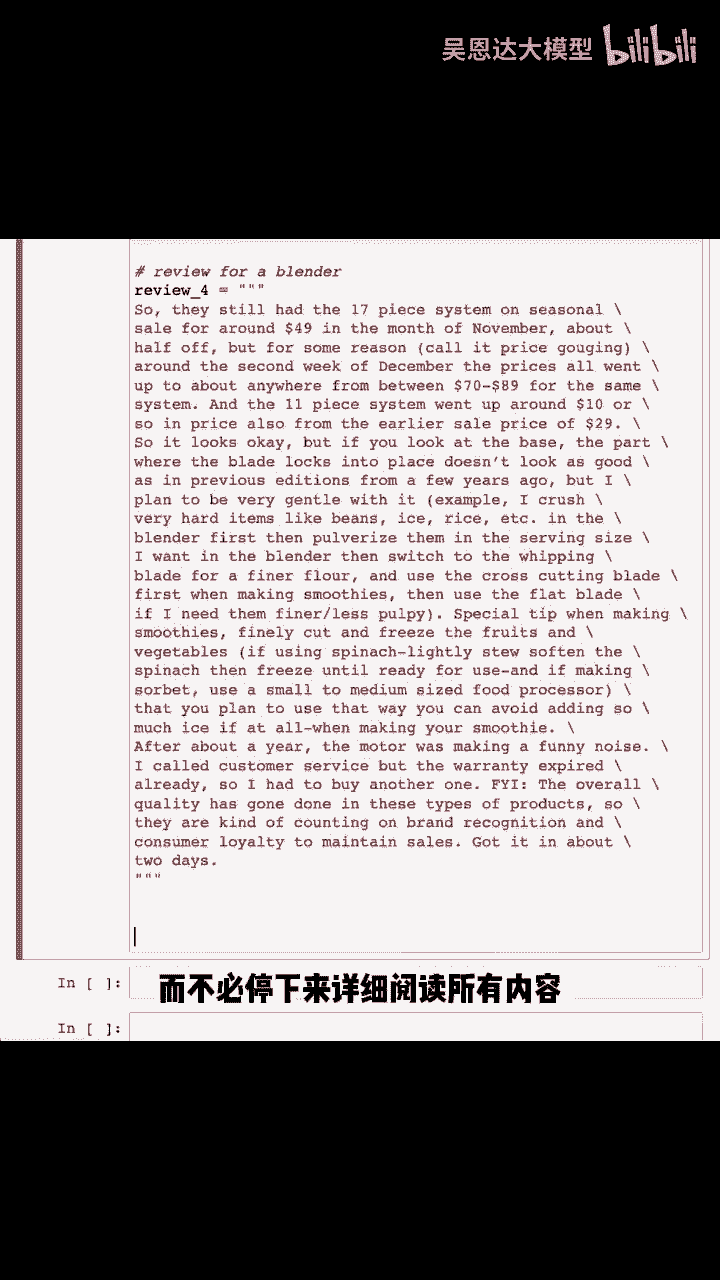 吴恩达大模型 bilibili
# review for a blender
review_4 = """
So, they still had the 17 piece system on seasonal \
sale for around $49 in the month of November, about \
half off, but for some reason (call it price gouging) \
around the second week of December the prices all went \
up to about anywhere from between $70-$89 for the same \
system. And the 11 piece system went up around $10 or \
so in price also from the earlier sale price of $29. \
So it looks okay, but if you look at the base, the part \
where the blade locks into place doesn’t look as good \
as in previous editions from a few years ago, but I \
plan to be very gentle with it (example, I crush \
very hard items like beans, ice, rice, etc. in the \
blender first then pulverize them in the serving size \
I want in the blender then switch to the whipping \
blade for a finer flour, and use the cross cutting blade \
first when making smoothies, then use the flat blade \
if I need them finer/less pulpy). Special tip when making \
smoothies, finely cut and freeze the fruits and \
vegetables (if using spinach-lightly stew soften the \
spinach then freeze until ready for use-and if making \
sorbet, use a small to medium sized food processor) \
that you plan to use that way you can avoid adding so \
much ice if at all-when making your smoothie. \
After about a year, the motor was making a funny noise. \
I called customer service but the warranty expired \
already, so I had to buy another one. FYI: The overall \
quality has gone done in these types of products, so \
they are kind of counting on brand recognition and \
consumer loyalty to maintain sales. Got it in about \
two days.
"""
In [ ]:
而不必停下来详细阅读所有内容
In [ ]: